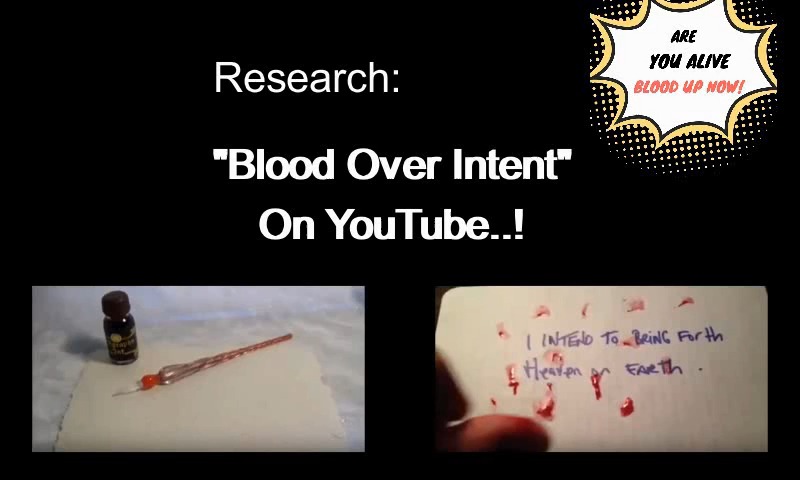 Research:
"Blood Over Intent"
On YouTube..!
ARE
YOU ALIVE
BLOOD UP NOW!
I INTEND TO BRING Forth
Heaven on EARTH.